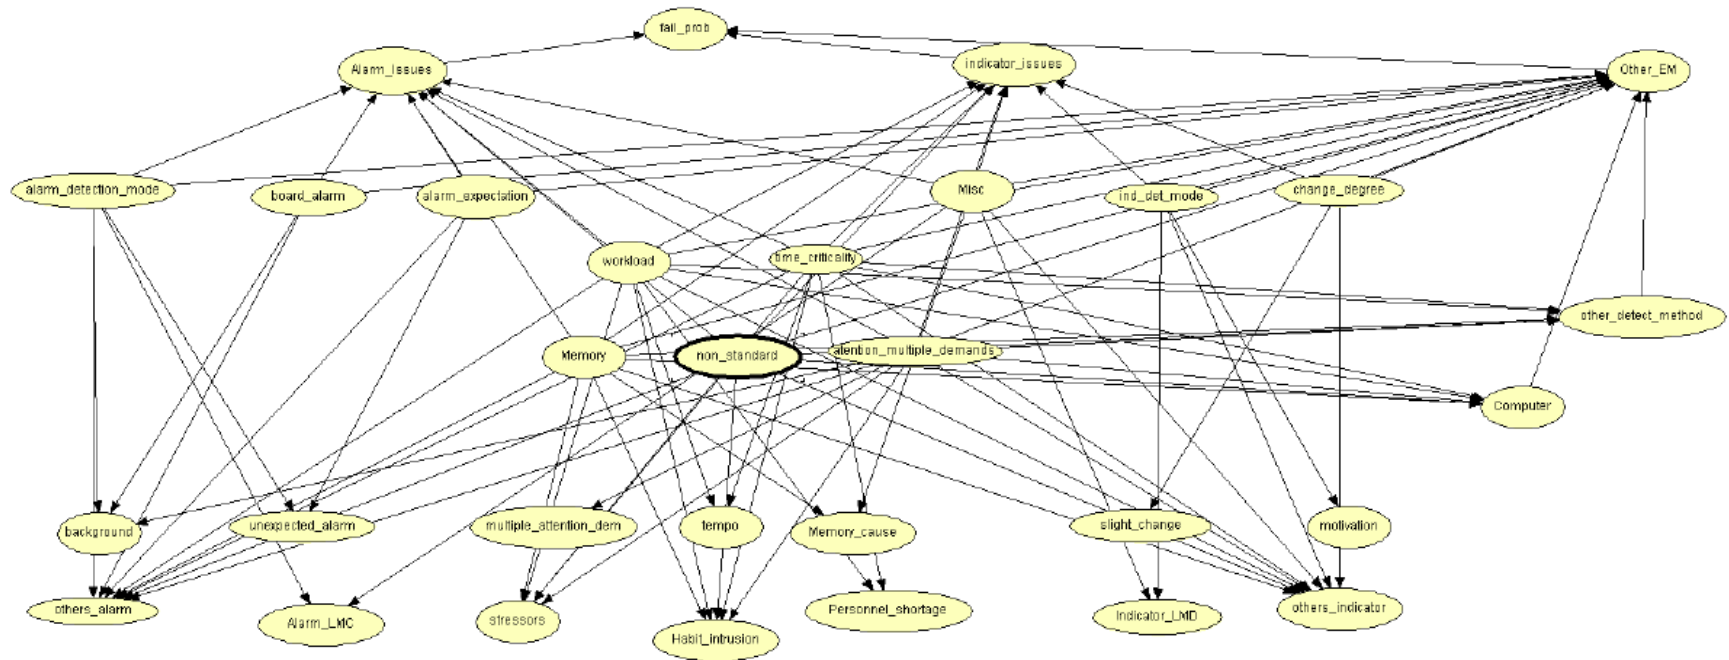 fail_prob
Alarm_Issues
indicator_issues
Other_EM
alarm_detection_mode
board_alarm
alarm_expectation
Misc
ind_det_mode
change_degree
workload
time_criticality
other_detect_method
Memory
non_standard
atention_multiple_demands
Computer
background
unexpected_alarm
multiple_attention_dem
tempo
Memory_cause
slight_change
motivation
others_alarm
Alarm_LMC
stressors
Habit_intrusion
Personnel_shortage
Indicator_LMD
others_indicator